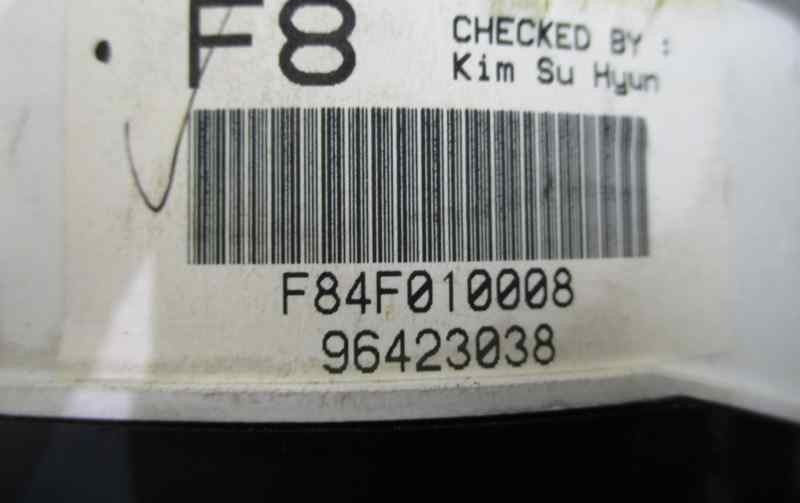 F8
CHECKED BY :
Kim Su Hyun
F84F010008
96423038